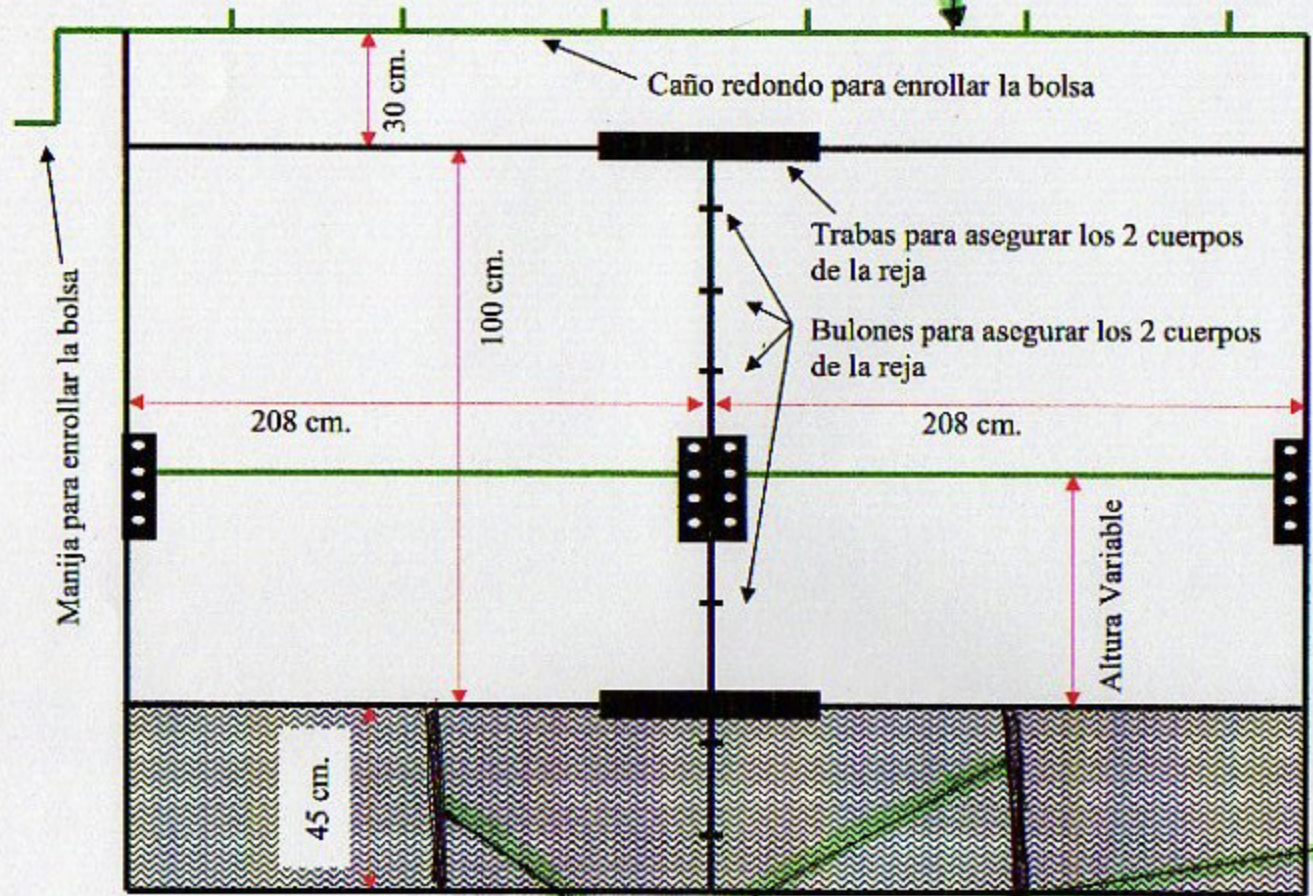 30 cm.
Caño redondo para enrollar la bolsa
Manija para enrollar la bolsa
100 cm.
Trabas para asegurar los 2 cuerpos
de la reja
Bulones para asegurar los 2 cuerpos
de la reja
208 cm.
208 cm.
Altura Variable
45 cm.